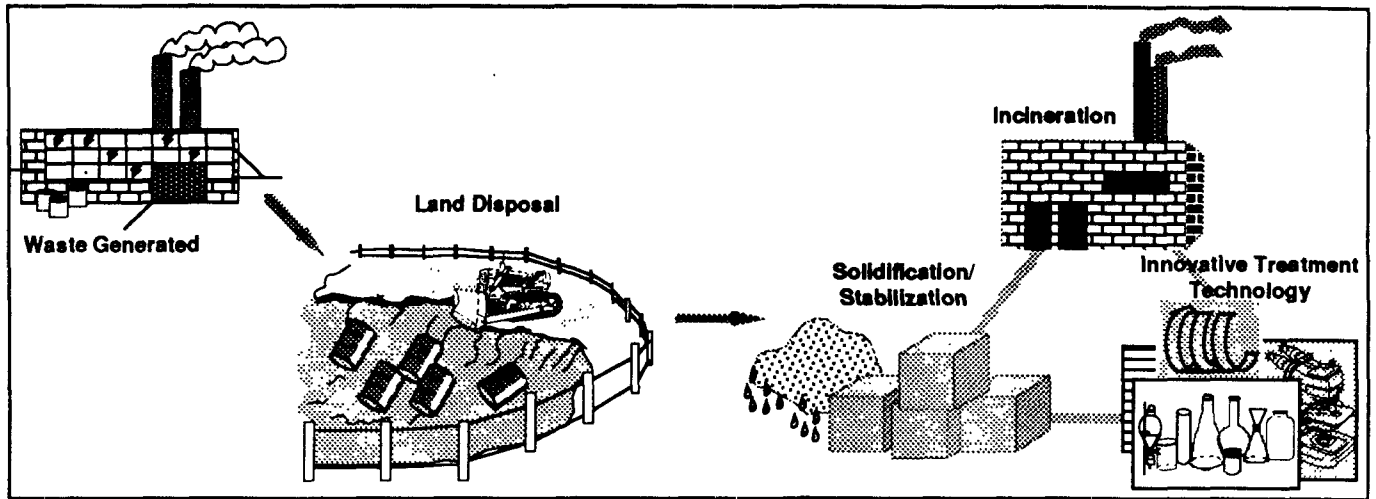 Waste Generated
Land Disposal
Solidification/
Stabilization
Incineration
Innovative Treatment
Technology